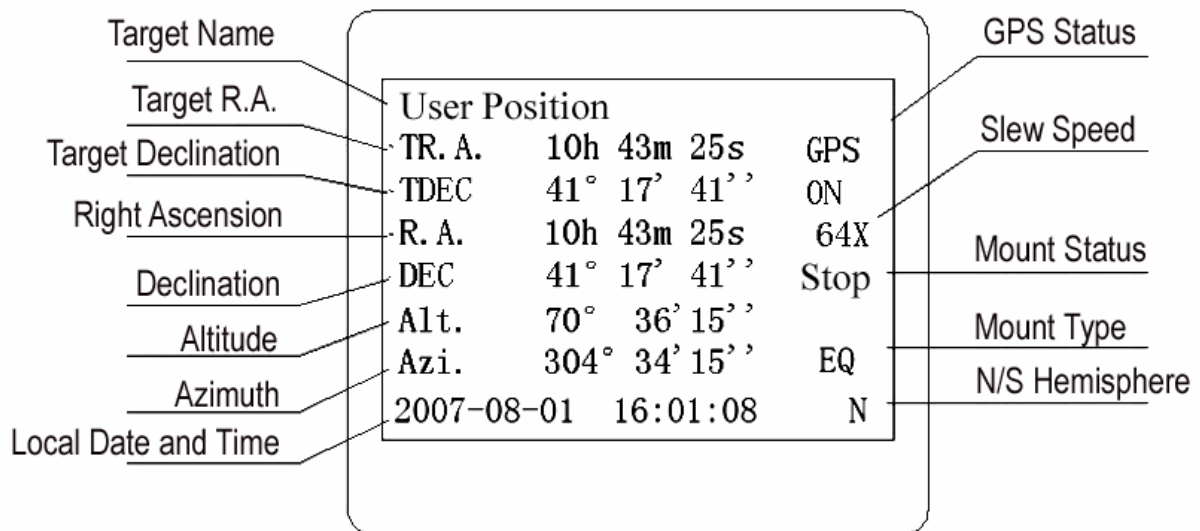 Target Name
Target R.A.
Target Declination
Right Ascension
Declination
Altitude
Azimuth
Local Date and Time
User Position
TR.A. 10h 43m 25s GPS
TDEC 41° 17’ 41’’ ON
R.A. 10h 43m 25s 64X
DEC 41° 17’ 41’’ Stop
Alt. 70° 36’ 15’’
Azi. 304° 34’ 15’’ EQ
2007-08-01 16:01:08 N
GPS Status
Slew Speed
Mount Status
Mount Type
N/S Hemisphere